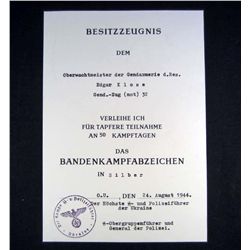 BESITZZEUGNIS
DEM
Oberwachtmeister der Gendarmerie d.Res.
Edgar Klose
Gend.-Zug (mot) 32
VERLEIHE ICH
FÜR TAPFERE TEILNAHME
AN 50 KAMPFTAGEN
DAS
BANDENKAMPFABZEICHEN
IN Silber
O.U., DEN 24. August 1944.
Der Höchste ᛋᛋ- und Polizeiführer
der Ukraine
ᛋᛋ-Obergruppenführer und
General der Polizei.